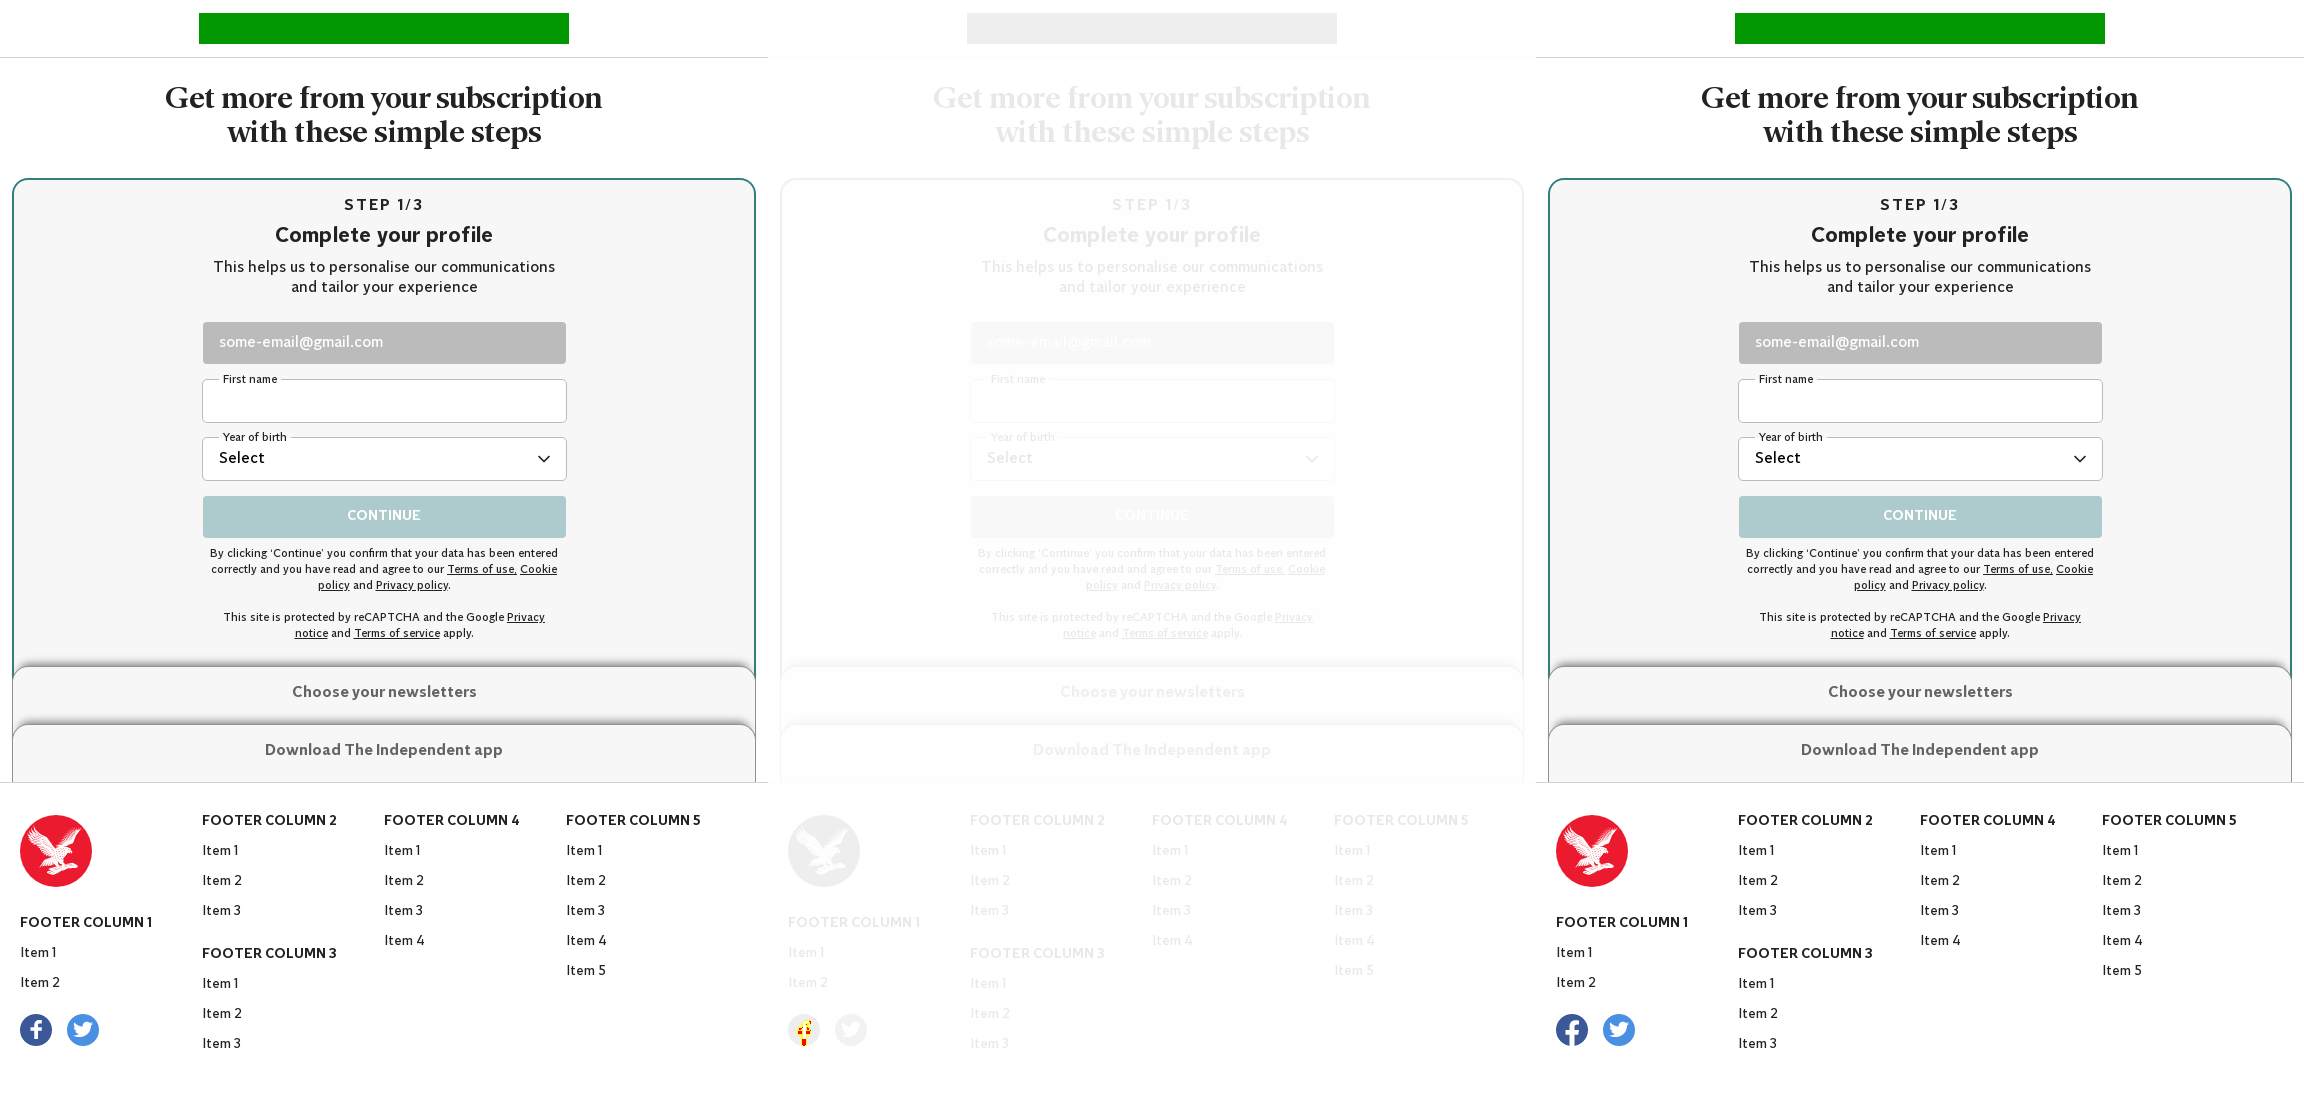 Get more from your subscription
with these simple steps
STEP 1/3
Complete your profile
This helps us to personalise our communications
and tailor your experience
some-email@gmail.com
First name
Year of birth
Select
CONTINUE
By clicking ‘Continue’ you confirm that your data has been entered
correctly and you have read and agree to our Terms of use, Cookie
policy and Privacy policy.
This site is protected by reCAPTCHA and the Google Privacy
notice and Terms of service apply.
Choose your newsletters
Download The Independent app
FOOTER COLUMN 1
Item 1
Item 2
FOOTER COLUMN 2
Item 1
Item 2
Item 3
FOOTER COLUMN 3
Item 1
Item 2
Item 3
FOOTER COLUMN 4
Item 1
Item 2
Item 3
Item 4
FOOTER COLUMN 5
Item 1
Item 2
Item 3
Item 4
Item 5
Get more from your subscription
with these simple steps
STEP 1/3
Complete your profile
This helps us to personalise our communications
and tailor your experience
some-email@gmail.com
First name
Year of birth
Select
CONTINUE
By clicking ‘Continue’ you confirm that your data has been entered
correctly and you have read and agree to our Terms of use, Cookie
policy and Privacy policy.
This site is protected by reCAPTCHA and the Google Privacy
notice and Terms of service apply.
Choose your newsletters
Download The Independent app
FOOTER COLUMN 1
Item 1
Item 2
FOOTER COLUMN 2
Item 1
Item 2
Item 3
FOOTER COLUMN 3
Item 1
Item 2
Item 3
FOOTER COLUMN 4
Item 1
Item 2
Item 3
Item 4
FOOTER COLUMN 5
Item 1
Item 2
Item 3
Item 4
Item 5
Get more from your subscription
with these simple steps
STEP 1/3
Complete your profile
This helps us to personalise our communications
and tailor your experience
some-email@gmail.com
First name
Year of birth
Select
CONTINUE
By clicking ‘Continue’ you confirm that your data has been entered
correctly and you have read and agree to our Terms of use, Cookie
policy and Privacy policy.
This site is protected by reCAPTCHA and the Google Privacy
notice and Terms of service apply.
Choose your newsletters
Download The Independent app
FOOTER COLUMN 1
Item 1
Item 2
FOOTER COLUMN 2
Item 1
Item 2
Item 3
FOOTER COLUMN 3
Item 1
Item 2
Item 3
FOOTER COLUMN 4
Item 1
Item 2
Item 3
Item 4
FOOTER COLUMN 5
Item 1
Item 2
Item 3
Item 4
Item 5